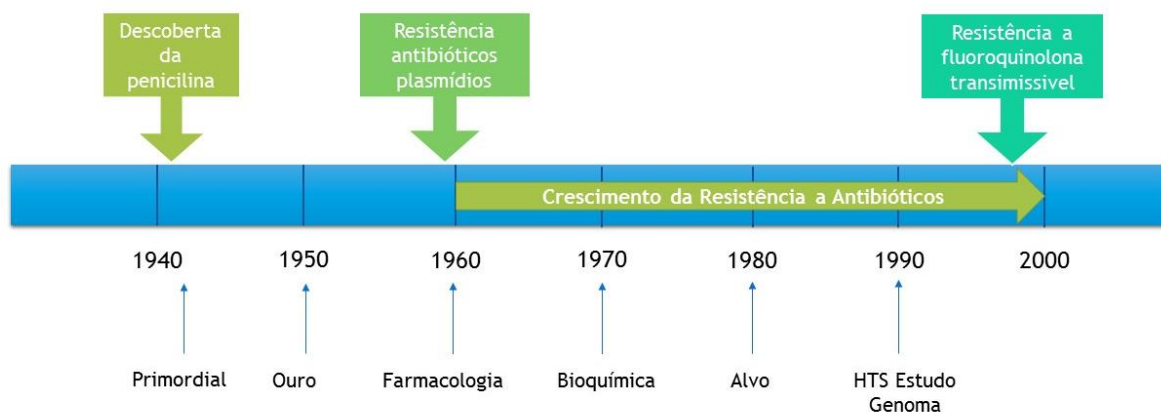 Descoberta
da
penicilina
Resistência
antibióticos
plasmídios
Resistência a
fluoroquinolona
transimissivel
Crescimento da Resistência a Antibióticos
1940
1950
1960
1970
1980
1990
2000
Primordial
Ouro
Farmacologia
Bioquímica
Alvo
HTS Estudo
Genoma